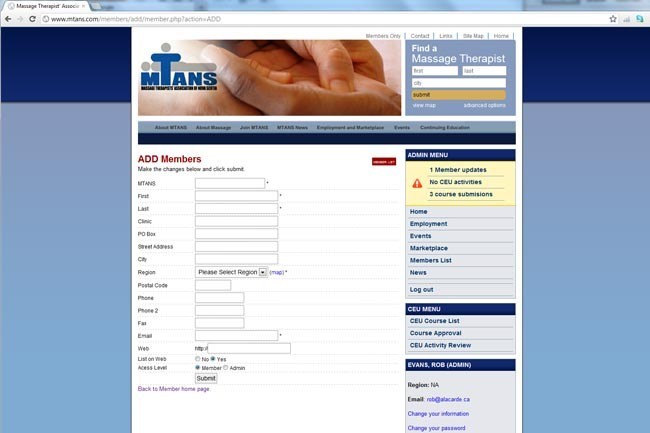 Massage Therapists' Associa
www.mtans.com/members/add/member.php?action=ADD
Members Only | Contact | Links | Site Map | Home
MTANS
MASSAGE THERAPISTS' ASSOCIATION OF NOVA SCOTIA
Find a
Massage Therapist
first last
city
submit
view map advanced options
About MTANS About Massage Join MTANS MTANS News Employment and Marketplace Events Continuing Education
ADD Members
MEMBER LIST
Make the changes below and click submit.
MTANS *
First *
Last *
Clinic
PO Box
Street Address
City
Region Please Select Region (map) *
Postal Code
Phone
Phone 2
Fax
Email *
Web http://
List on Web No Yes
Acess Level Member Admin
Submit
Back to Member home page
ADMIN MENU
1 Member updates
No CEU activities
3 course submisions
Home
Employment
Events
Marketplace
Members List
News
Log out
CEU MENU
CEU Course List
Course Approval
CEU Activity Review
EVANS, ROB (ADMIN)
Region: NA
Email: rob@alacarde.ca
Change your information
Change your password